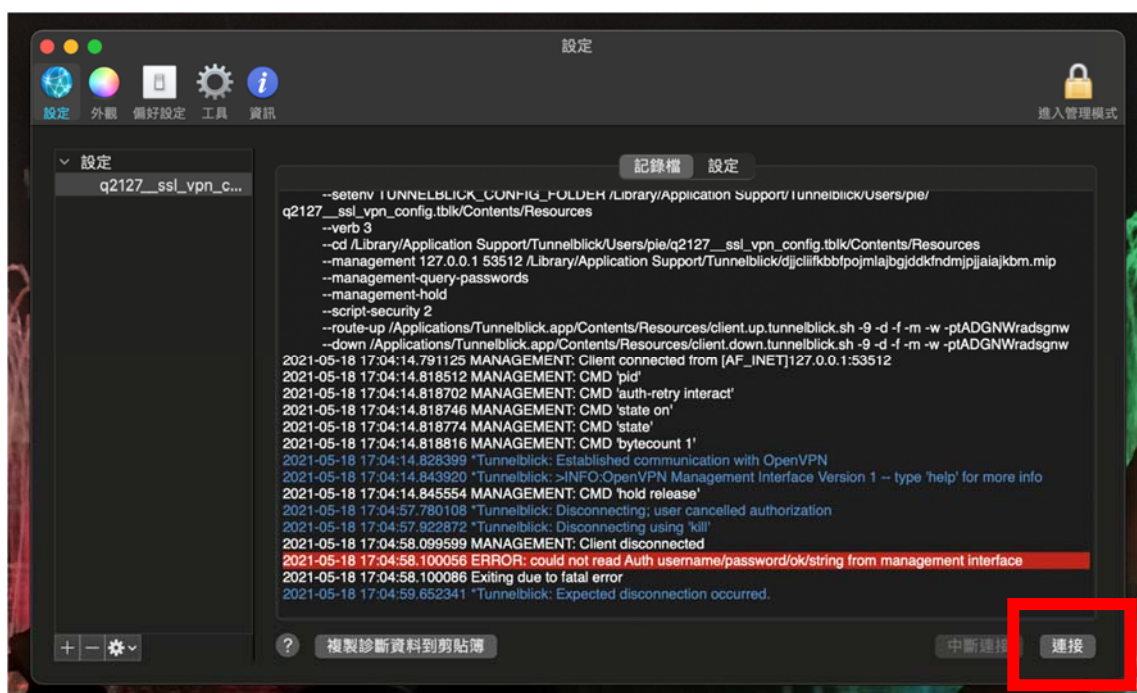 設定
設定
外觀
偏好設定
工具
資訊
進入管理模式
設定
q2127__ssl_vpn_c...
記錄檔
設定
--setenv TUNNELBLICK_CONFIG_FOLDER /Library/Application Support/Tunnelblick/Users/pie/
q2127__ssl_vpn_config.tblk/Contents/Resources
--verb 3
--cd /Library/Application Support/Tunnelblick/Users/pie/q2127__ssl_vpn_config.tblk/Contents/Resources
--management 127.0.0.1 53512 /Library/Application Support/Tunnelblick/djjcliifkbbfpojmlajbgjddkfndmjpjjaiajkbm.mip
--management-query-passwords
--management-hold
--script-security 2
--route-up /Applications/Tunnelblick.app/Contents/Resources/client.up.tunnelblick.sh -9 -d -f -m -w -ptADGNWradsgnw
--down /Applications/Tunnelblick.app/Contents/Resources/client.down.tunnelblick.sh -9 -d -f -m -w -ptADGNWradsgnw
2021-05-18 17:04:14.791125 MANAGEMENT: Client connected from [AF_INET]127.0.0.1:53512
2021-05-18 17:04:14.818512 MANAGEMENT: CMD 'pid'
2021-05-18 17:04:14.818702 MANAGEMENT: CMD 'auth-retry interact'
2021-05-18 17:04:14.818746 MANAGEMENT: CMD 'state on'
2021-05-18 17:04:14.818774 MANAGEMENT: CMD 'state'
2021-05-18 17:04:14.818816 MANAGEMENT: CMD 'bytecount 1'
2021-05-18 17:04:14.828399 *Tunnelblick: Established communication with OpenVPN
2021-05-18 17:04:14.843920 *Tunnelblick: >INFO:OpenVPN Management Interface Version 1 -- type 'help' for more info
2021-05-18 17:04:14.845554 MANAGEMENT: CMD 'hold release'
2021-05-18 17:04:57.780108 *Tunnelblick: Disconnecting; user cancelled authorization
2021-05-18 17:04:57.922872 *Tunnelblick: Disconnecting using 'kill'
2021-05-18 17:04:58.099599 MANAGEMENT: Client disconnected
2021-05-18 17:04:58.100056 ERROR: could not read Auth username/password/ok/string from management interface
2021-05-18 17:04:58.100086 Exiting due to fatal error
2021-05-18 17:04:59.652341 *Tunnelblick: Expected disconnection occurred.
? 複製診斷資料到剪貼簿
中斷連接
連接